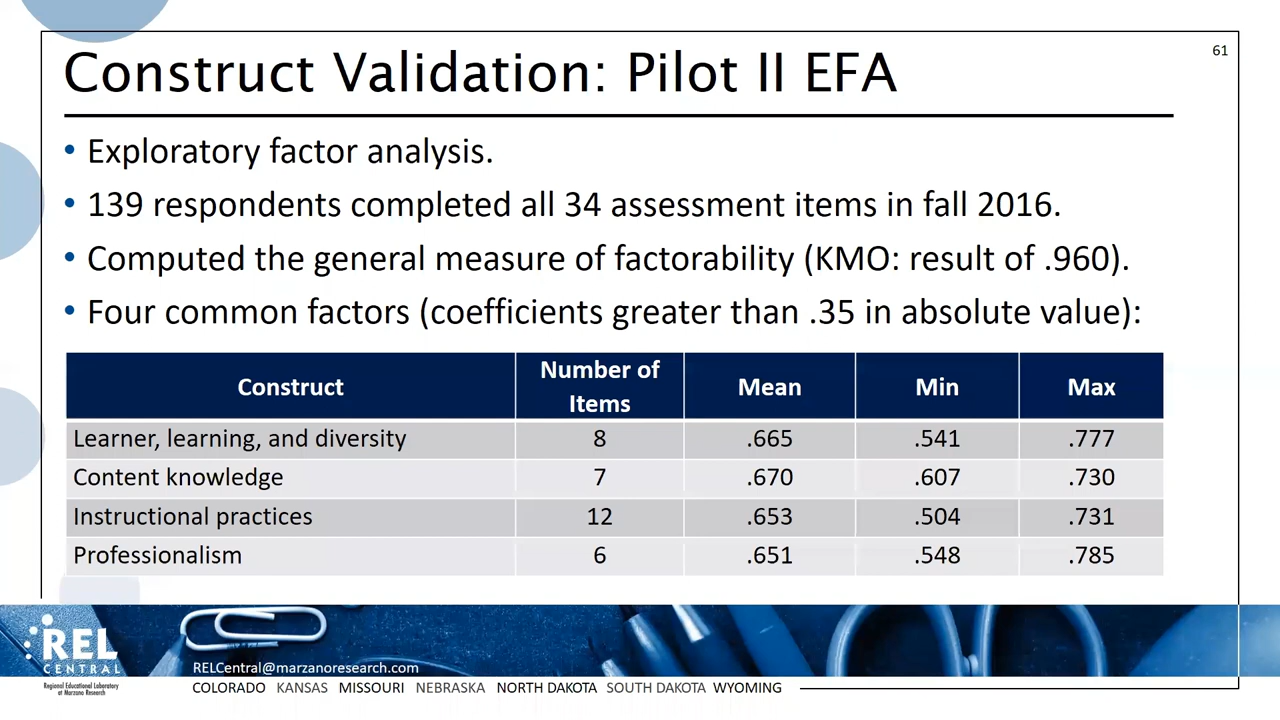 61
Construct Validation: Pilot II EFA
• Exploratory factor analysis.
• 139 respondents completed all 34 assessment items in fall 2016.
• Computed the general measure of factorability (KMO: result of .960).
• Four common factors (coefficients greater than .35 in absolute value):
Construct Number of Items Mean Min Max
Learner, learning, and diversity 8 .665 .541 .777
Content knowledge 7 .670 .607 .730
Instructional practices 12 .653 .504 .731
Professionalism 6 .651 .548 .785
REL
CENTRAL
Regional Educational Laboratory
at Marzano Research
RELCentral@marzanoresearch.com
COLORADO KANSAS MISSOURI NEBRASKA NORTH DAKOTA SOUTH DAKOTA WYOMING